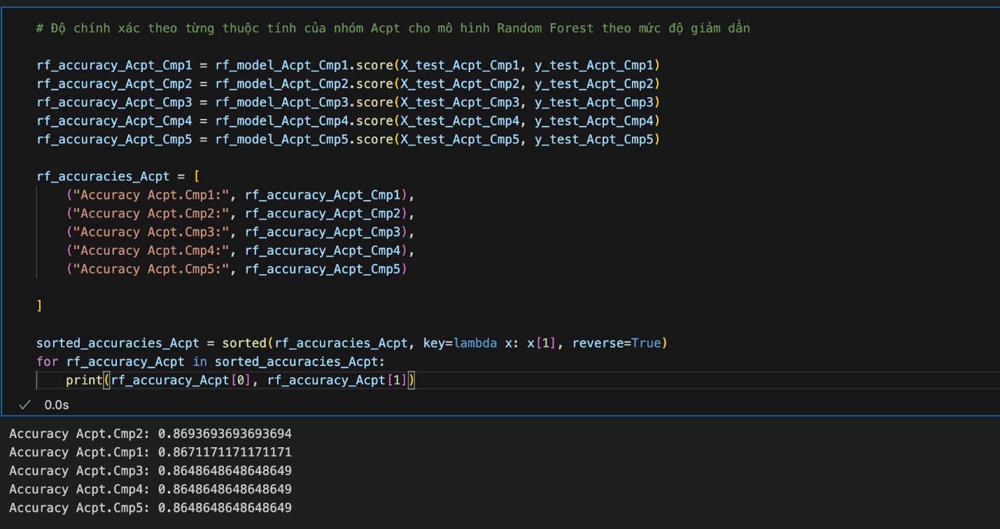 # Độ chính xác theo từng thuộc tính của nhóm Acpt cho mô hình Random Forest theo mức độ giảm dần
rf_accuracy_Acpt_Cmp1 = rf_model_Acpt_Cmp1.score(X_test_Acpt_Cmp1, y_test_Acpt_Cmp1)
rf_accuracy_Acpt_Cmp2 = rf_model_Acpt_Cmp2.score(X_test_Acpt_Cmp2, y_test_Acpt_Cmp2)
rf_accuracy_Acpt_Cmp3 = rf_model_Acpt_Cmp3.score(X_test_Acpt_Cmp3, y_test_Acpt_Cmp3)
rf_accuracy_Acpt_Cmp4 = rf_model_Acpt_Cmp4.score(X_test_Acpt_Cmp4, y_test_Acpt_Cmp4)
rf_accuracy_Acpt_Cmp5 = rf_model_Acpt_Cmp5.score(X_test_Acpt_Cmp5, y_test_Acpt_Cmp5)
rf_accuracies_Acpt = [
    ("Accuracy Acpt.Cmp1:", rf_accuracy_Acpt_Cmp1),
    ("Accuracy Acpt.Cmp2:", rf_accuracy_Acpt_Cmp2),
    ("Accuracy Acpt.Cmp3:", rf_accuracy_Acpt_Cmp3),
    ("Accuracy Acpt.Cmp4:", rf_accuracy_Acpt_Cmp4),
    ("Accuracy Acpt.Cmp5:", rf_accuracy_Acpt_Cmp5)
]
sorted_accuracies_Acpt = sorted(rf_accuracies_Acpt, key=lambda x: x[1], reverse=True)
for rf_accuracy_Acpt in sorted_accuracies_Acpt:
    print(rf_accuracy_Acpt[0], rf_accuracy_Acpt[1])
✓ 0.0s
Accuracy Acpt.Cmp2: 0.8693693693693694
Accuracy Acpt.Cmp1: 0.8671171171171171
Accuracy Acpt.Cmp3: 0.8648648648648649
Accuracy Acpt.Cmp4: 0.8648648648648649
Accuracy Acpt.Cmp5: 0.8648648648648649